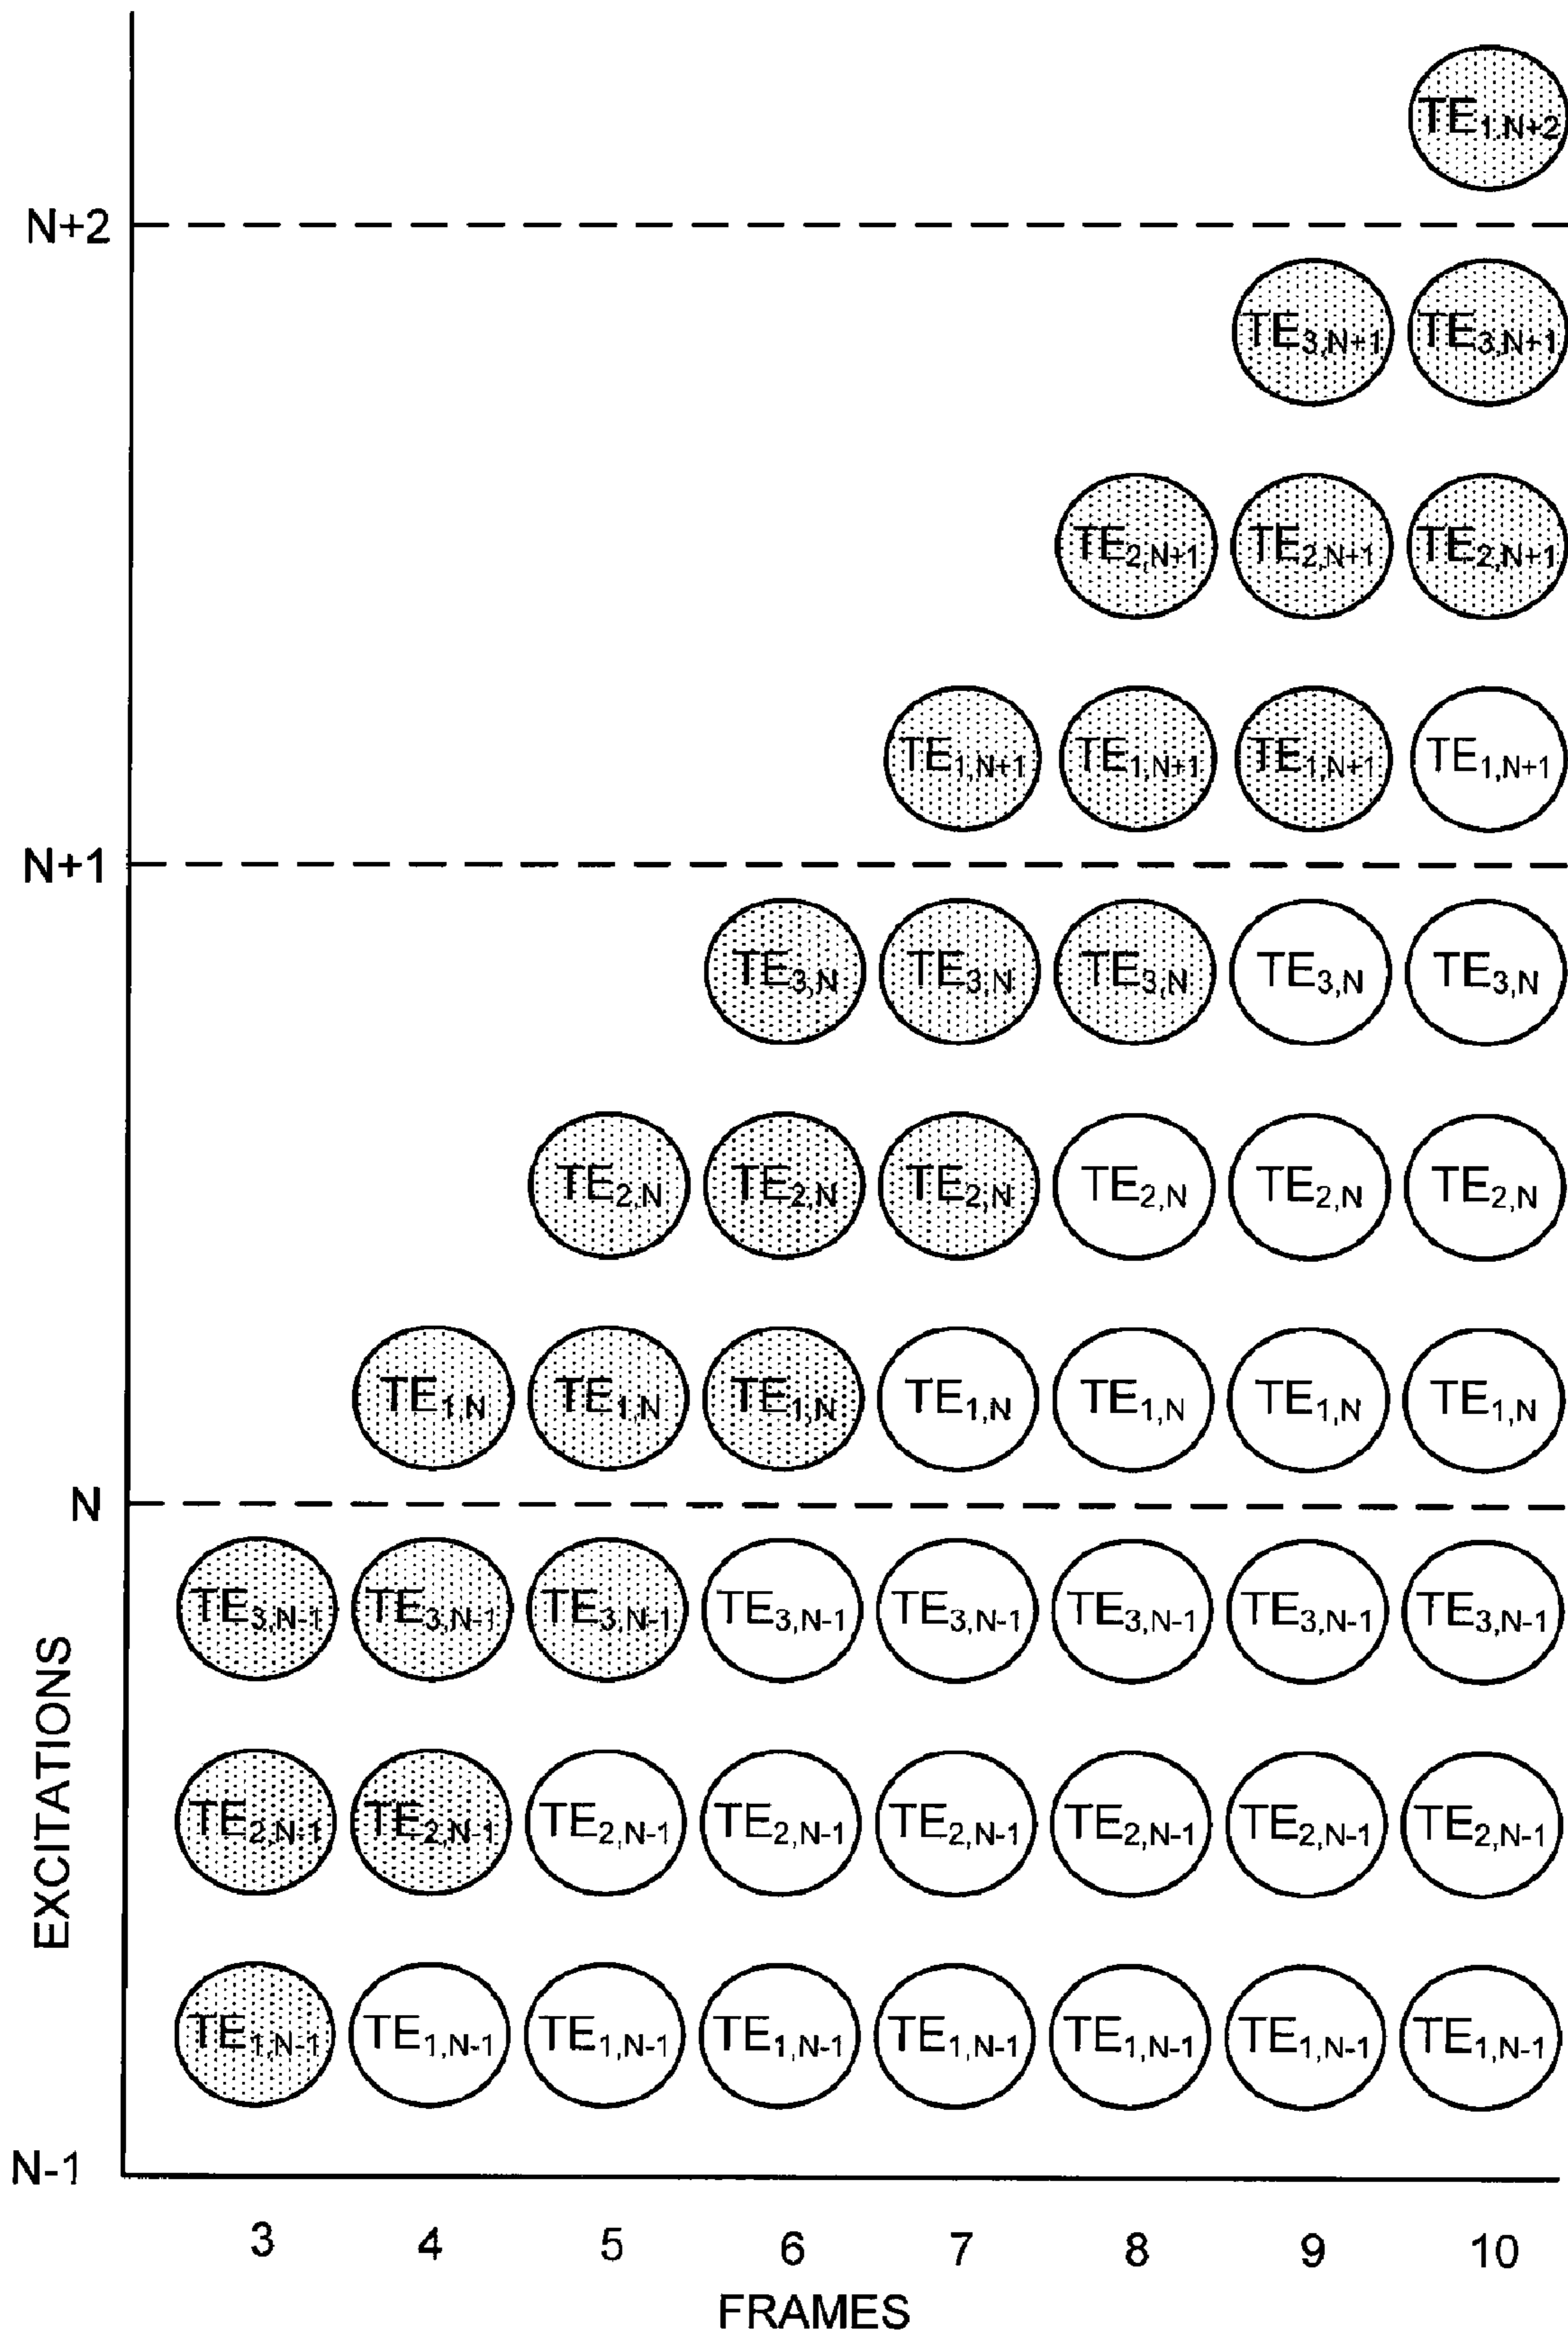 TE1,N+2
N+2
TE3,N+1 TE3,N+1
TE2,N+1 TE2,N+1 TE2,N+1
TE1,N+1 TE1,N+1 TE1,N+1 TE1,N+1
N+1
TE3,N TE3,N TE3,N TE3,N TE3,N
TE2,N TE2,N TE2,N TE2,N TE2,N TE2,N
TE1,N TE1,N TE1,N TE1,N TE1,N TE1,N TE1,N
N
TE3,N-1 TE3,N-1 TE3,N-1 TE3,N-1 TE3,N-1 TE3,N-1 TE3,N-1 TE3,N-1
TE2,N-1 TE2,N-1 TE2,N-1 TE2,N-1 TE2,N-1 TE2,N-1 TE2,N-1 TE2,N-1
TE1,N-1 TE1,N-1 TE1,N-1 TE1,N-1 TE1,N-1 TE1,N-1 TE1,N-1 TE1,N-1
N-1
EXCITATIONS
3 4 5 6 7 8 9 10
FRAMES